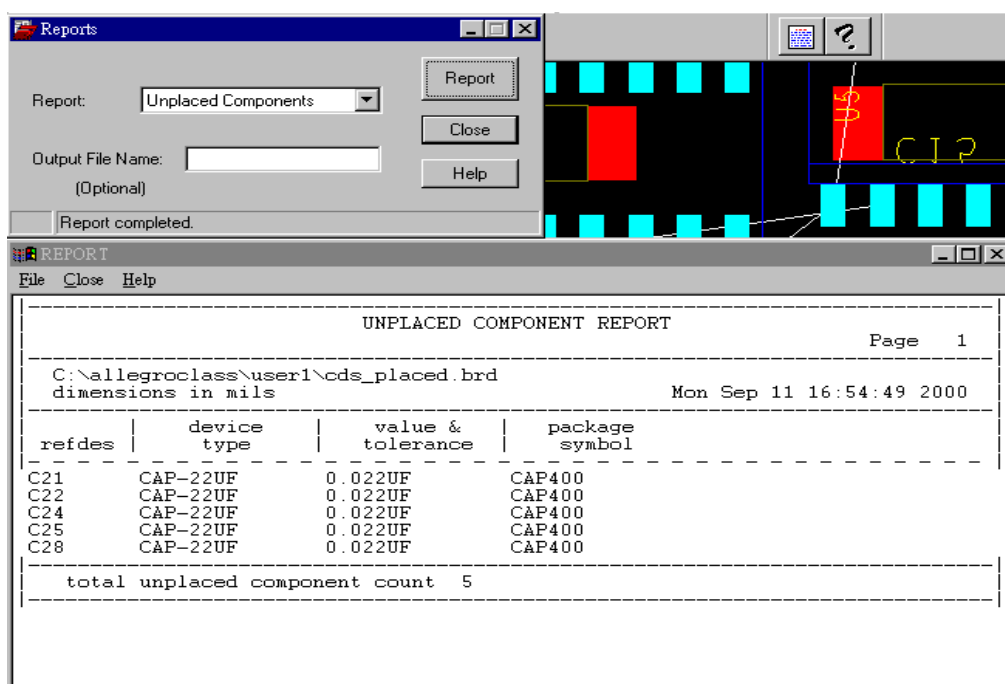 Reports
Report: Unplaced Components Report
Close
Output File Name:
(Optional)
Help
Report completed.
U5
REPORT
File Close Help
UNPLACED COMPONENT REPORT
Page 1
C:\allegroclass\user1\cds_placed.brd
dimensions in mils Mon Sep 11 16:54:49 2000
device value & package
refdes type tolerance symbol
C21 CAP-22UF 0.022UF CAP400
C22 CAP-22UF 0.022UF CAP400
C24 CAP-22UF 0.022UF CAP400
C25 CAP-22UF 0.022UF CAP400
C28 CAP-22UF 0.022UF CAP400
total unplaced component count 5